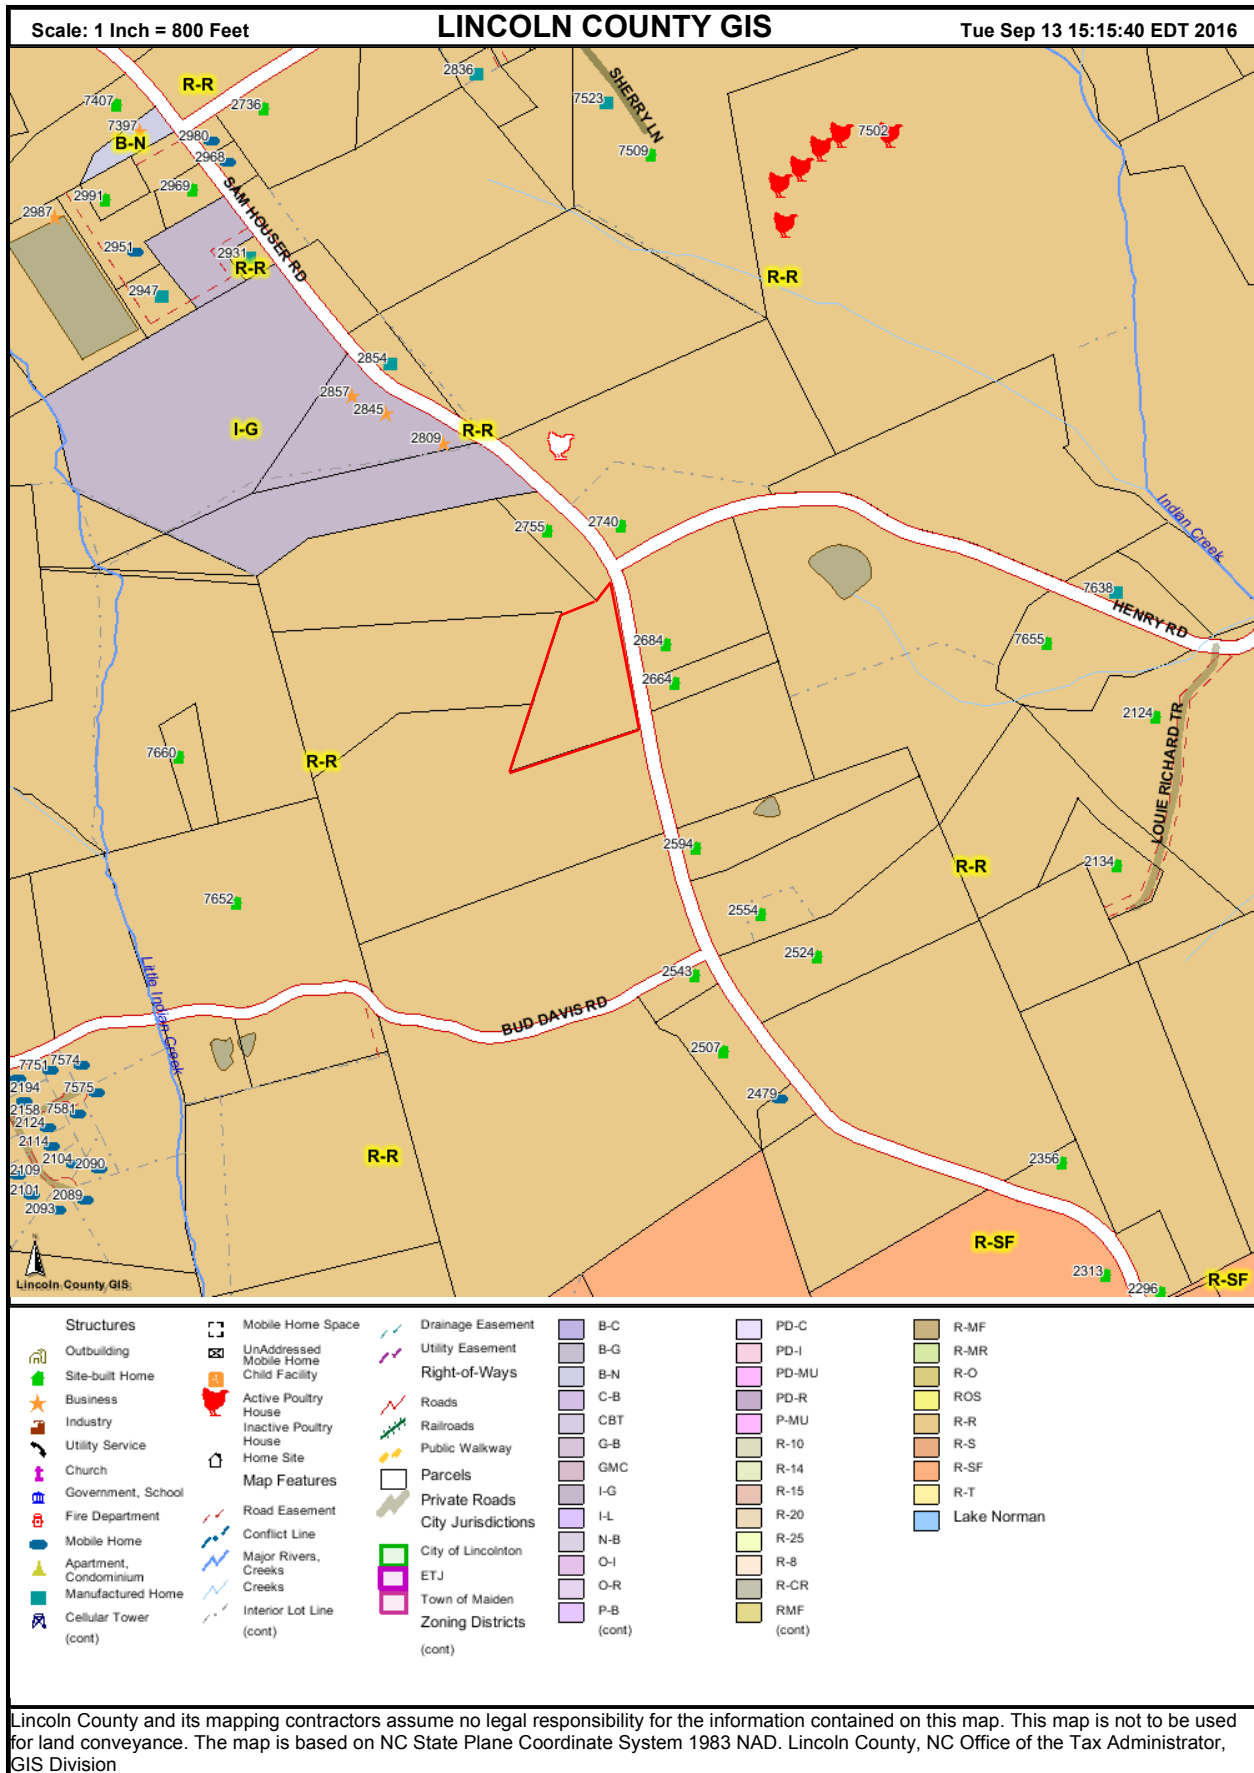 Scale: 1 Inch = 800 Feet
LINCOLN COUNTY GIS
Tue Sep 13 15:15:40 EDT 2016
R-R
2836
SHERRY LN
7407
7397
B-N
2736
2980
2968
7523
7509
7502
2991
2969
2987
SAM HOUSER RD
2951
2931
R-R
2947
R-R
2854
2857
2845
I-G
2809
R-R
2755
2740
Indian Creek
7638
HENRY RD
2684
7655
2664
2124
LOUIE RICHARD TR
7660
R-R
2594
R-R
2134
7652
2554
2524
Little Indian Creek
2543
BUD DAVIS RD
2507
7751
7574
2194
7575
2158
7581
2124
2114
2104
2090
2109
2101
2089
2093
2479
R-R
2356
R-SF
2313
2296
R-SF
N
Lincoln County GIS
Structures
Outbuilding
Site-built Home
Business
Industry
Utility Service
Church
Government, School
Fire Department
Mobile Home
Apartment,
Condominium
Manufactured Home
Cellular Tower
(cont)
Mobile Home Space
UnAddressed
Mobile Home
Child Facility
Active Poultry
House
Inactive Poultry
House
Home Site
Map Features
Road Easement
Conflict Line
Major Rivers,
Creeks
Creeks
Interior Lot Line
(cont)
Drainage Easement
Utility Easement
Right-of-Ways
Roads
Railroads
Public Walkway
Parcels
Private Roads
City Jurisdictions
City of Lincolnton
ETJ
Town of Maiden
Zoning Districts
(cont)
B-C
B-G
B-N
C-B
CBT
G-B
GMC
I-G
I-L
N-B
O-I
O-R
P-B
(cont)
PD-C
PD-I
PD-MU
PD-R
P-MU
R-10
R-14
R-15
R-20
R-25
R-8
R-CR
RMF
(cont)
R-MF
R-MR
R-O
ROS
R-R
R-S
R-SF
R-T
Lake Norman
Lincoln County and its mapping contractors assume no legal responsibility for the information contained on this map. This map is not to be used
for land conveyance. The map is based on NC State Plane Coordinate System 1983 NAD. Lincoln County, NC Office of the Tax Administrator,
GIS Division